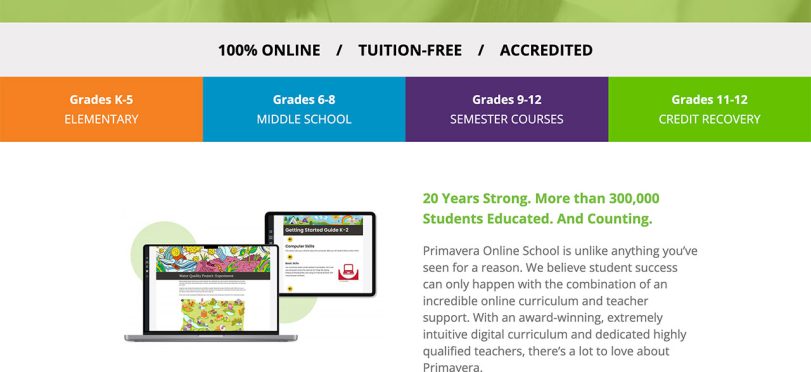 100% ONLINE / TUITION-FREE / ACCREDITED
Grades K-5
ELEMENTARY
Grades 6-8
MIDDLE SCHOOL
Grades 9-12
SEMESTER COURSES
Grades 11-12
CREDIT RECOVERY
Getting Started Guide K-2
Computer Skills
Basic Skills
Water Quality Project: Experiment
20 Years Strong. More than 300,000
Students Educated. And Counting.
Primavera Online School is unlike anything you’ve
seen for a reason. We believe student success
can only happen with the combination of an
incredible online curriculum and teacher
support. With an award-winning, extremely
intuitive digital curriculum and dedicated highly
qualified teachers, there’s a lot to love about
Primavera.